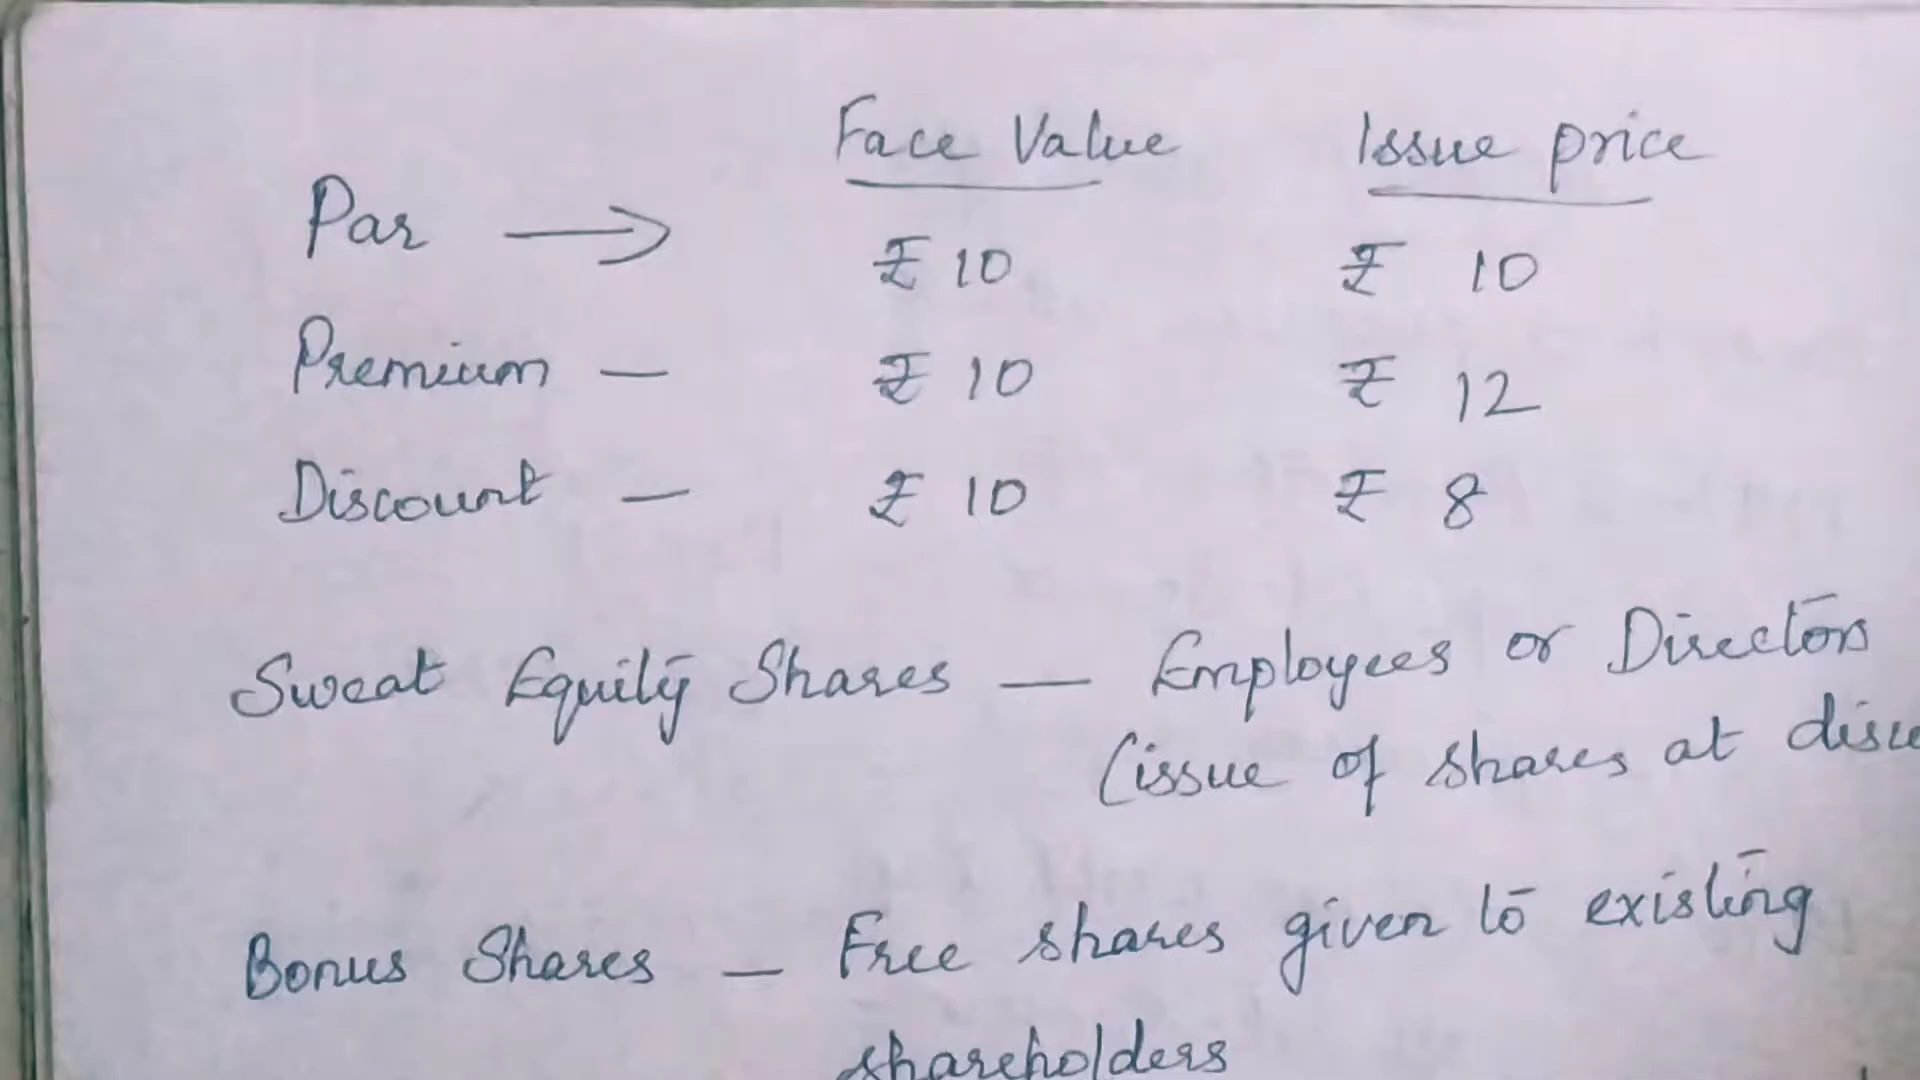 Face Value Issue price
Par → ₹ 10 ₹ 10
Premium — ₹ 10 ₹ 12
Discount — ₹ 10 ₹ 8
Sweat Equity Shares — Employees or Directors
(issue of shares at
Bonus Shares — Free shares given to existing
shareholders